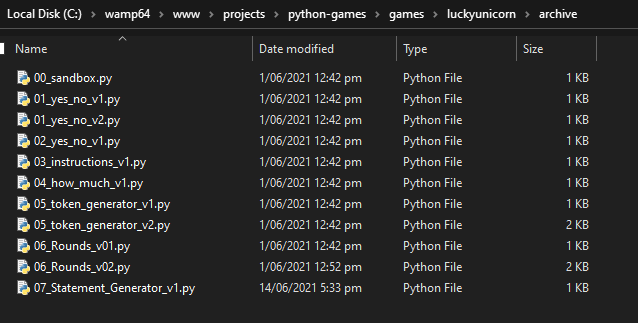 Local Disk (C:) > wamp64 > www > projects > python-games > games > luckyunicorn > archive
Name Date modified Type Size
00_sandbox.py 1/06/2021 12:42 pm Python File 1 KB
01_yes_no_v1.py 1/06/2021 12:42 pm Python File 1 KB
01_yes_no_v2.py 1/06/2021 12:42 pm Python File 1 KB
02_yes_no_v1.py 1/06/2021 12:42 pm Python File 1 KB
03_instructions_v1.py 1/06/2021 12:42 pm Python File 1 KB
04_how_much_v1.py 1/06/2021 12:42 pm Python File 1 KB
05_token_generator_v1.py 1/06/2021 12:42 pm Python File 1 KB
05_token_generator_v2.py 1/06/2021 12:42 pm Python File 2 KB
06_Rounds_v01.py 1/06/2021 12:42 pm Python File 1 KB
06_Rounds_v02.py 1/06/2021 12:52 pm Python File 2 KB
07_Statement_Generator_v1.py 14/06/2021 5:33 pm Python File 1 KB